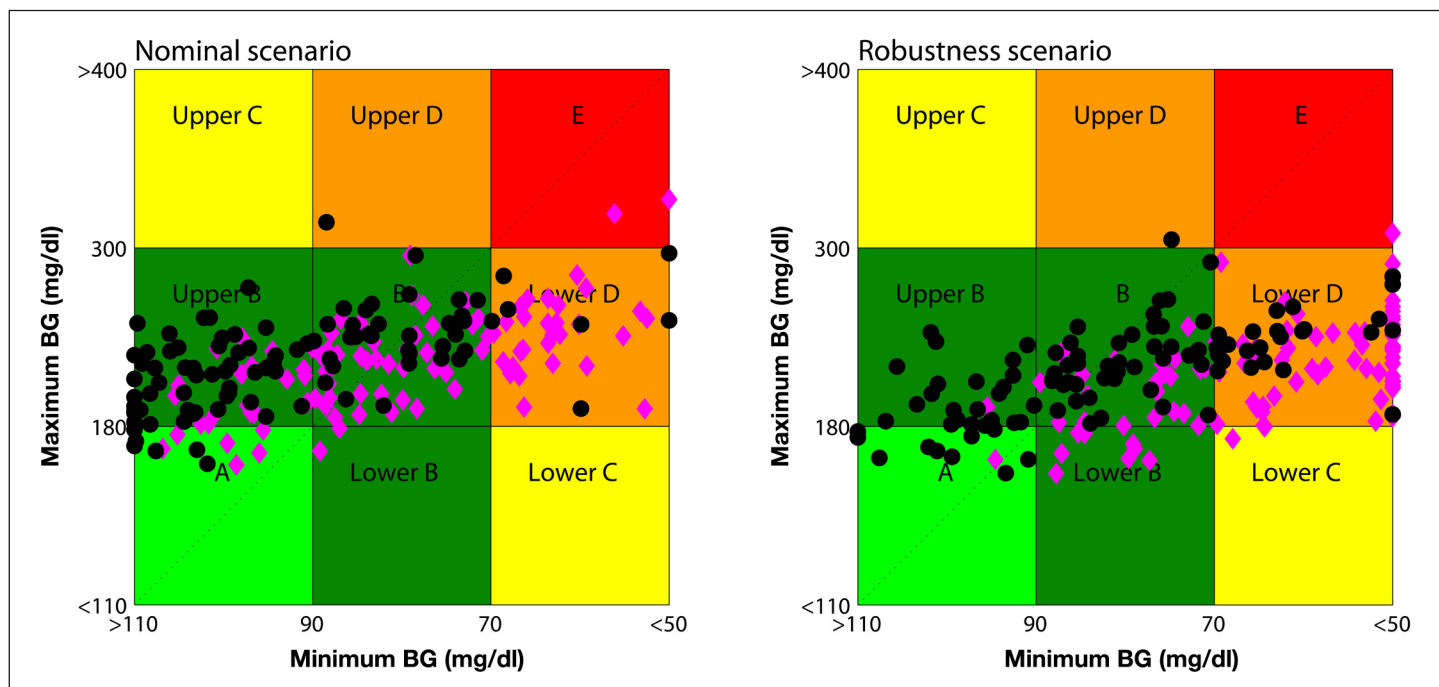 Nominal scenario
>400
Upper C
Upper D
E
300
Upper B
B
Lower D
180
A
Lower B
Lower C
<110
>110
90
70
<50
Minimum BG (mg/dl)
Maximum BG (mg/dl)
Robustness scenario
>400
Upper C
Upper D
E
300
Upper B
B
Lower D
180
A
Lower B
Lower C
<110
>110
90
70
<50
Minimum BG (mg/dl)
Maximum BG (mg/dl)